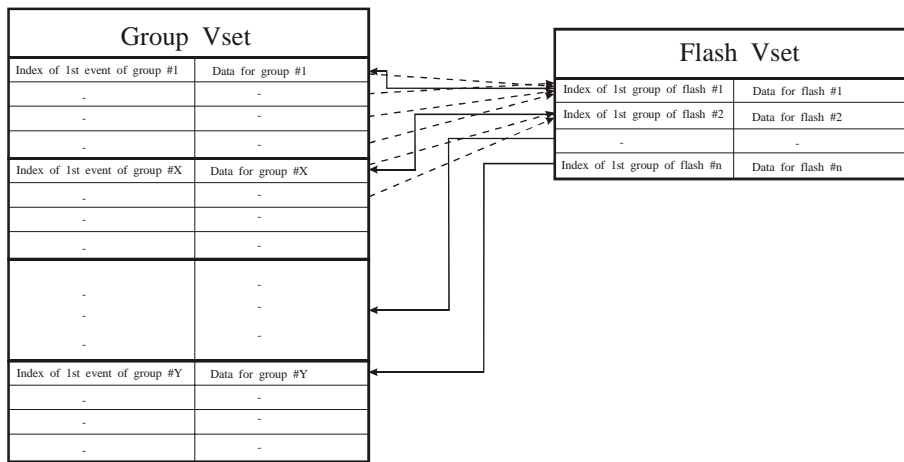 Group Vset
Index of 1st event of group #1 Data for group #1
- -
- -
- -
Index of 1st event of group #X Data for group #X
- -
- -
- -
- -
- -
- -
Index of 1st event of group #Y Data for group #Y
- -
- -
- -
Flash Vset
Index of 1st group of flash #1 Data for flash #1
Index of 1st group of flash #2 Data for flash #2
- -
Index of 1st group of flash #n Data for flash #n